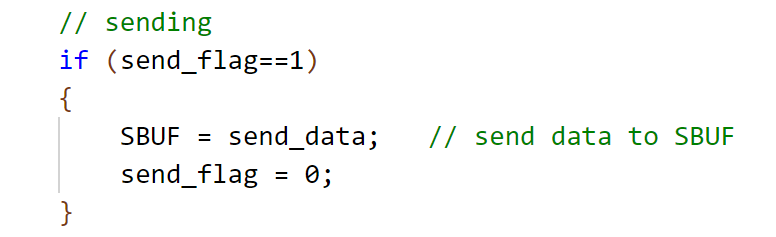 // sending
if (send_flag==1)
{
SBUF = send_data; // send data to SBUF
send_flag = 0;
}